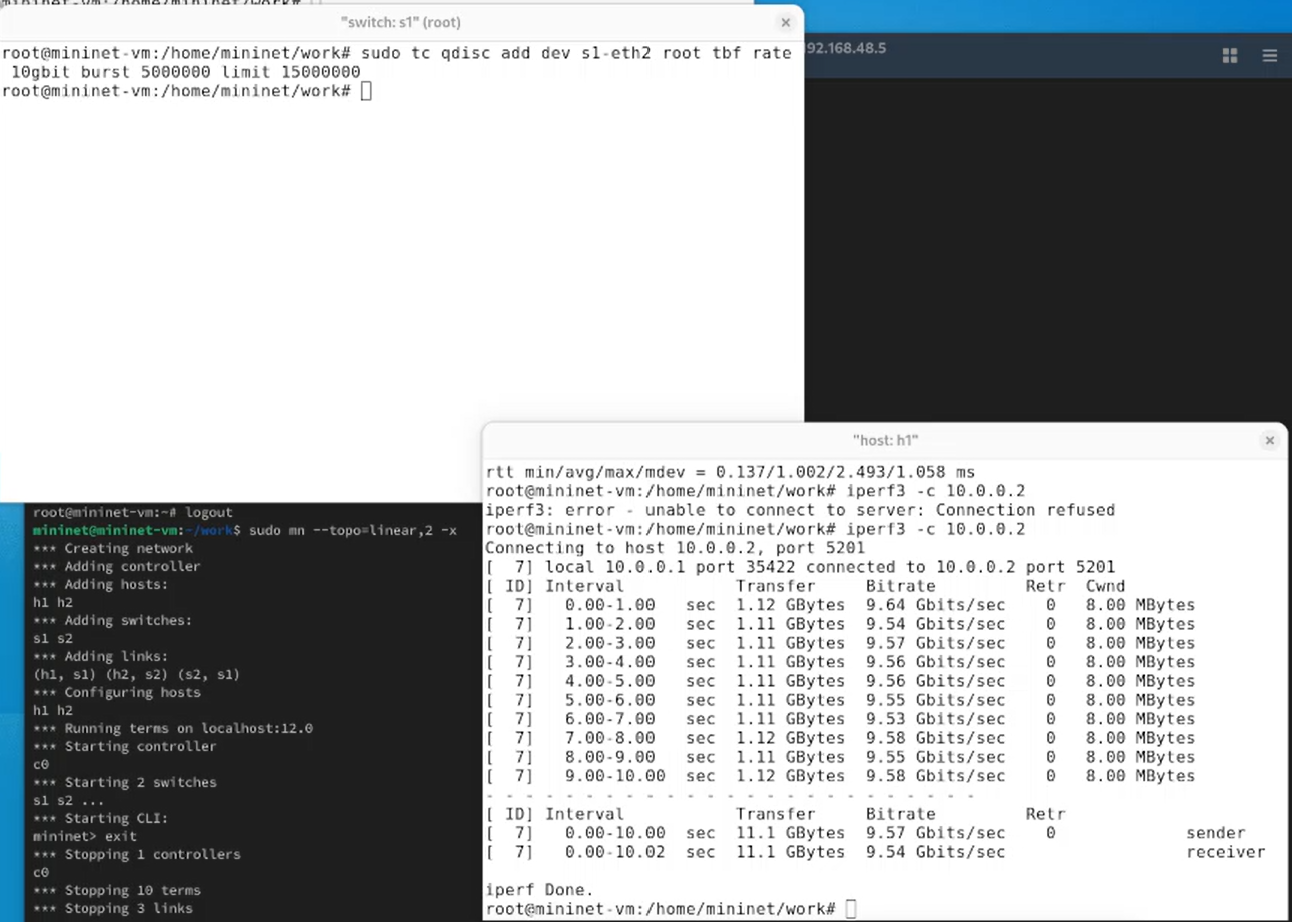 "switch: s1" (root)
root@mininet-vm:/home/mininet/work# sudo tc qdisc add dev s1-eth2 root tbf rate
10gbit burst 5000000 limit 15000000
root@mininet-vm:/home/mininet/work#
92.168.48.5
root@mininet-vm:~# logout
mininet@mininet-vm:~/work$ sudo mn --topo=linear,2 -x
*** Creating network
*** Adding controller
*** Adding hosts:
h1 h2
*** Adding switches:
s1 s2
*** Adding links:
(h1, s1) (h2, s2) (s2, s1)
*** Configuring hosts
h1 h2
*** Running terms on localhost:12.0
*** Starting controller
c0
*** Starting 2 switches
s1 s2 ...
*** Starting CLI:
mininet> exit
*** Stopping 1 controllers
c0
*** Stopping 10 terms
*** Stopping 3 links
"host: h1"
rtt min/avg/max/mdev = 0.137/1.002/2.493/1.058 ms
root@mininet-vm:/home/mininet/work# iperf3 -c 10.0.0.2
iperf3: error - unable to connect to server: Connection refused
root@mininet-vm:/home/mininet/work# iperf3 -c 10.0.0.2
Connecting to host 10.0.0.2, port 5201
[  7] local 10.0.0.1 port 35422 connected to 10.0.0.2 port 5201
[ ID] Interval           Transfer     Bitrate         Retr  Cwnd
[  7]   0.00-1.00   sec  1.12 GBytes  9.64 Gbits/sec    0   8.00 MBytes
[  7]   1.00-2.00   sec  1.11 GBytes  9.54 Gbits/sec    0   8.00 MBytes
[  7]   2.00-3.00   sec  1.11 GBytes  9.57 Gbits/sec    0   8.00 MBytes
[  7]   3.00-4.00   sec  1.11 GBytes  9.56 Gbits/sec    0   8.00 MBytes
[  7]   4.00-5.00   sec  1.11 GBytes  9.56 Gbits/sec    0   8.00 MBytes
[  7]   5.00-6.00   sec  1.11 GBytes  9.55 Gbits/sec    0   8.00 MBytes
[  7]   6.00-7.00   sec  1.11 GBytes  9.53 Gbits/sec    0   8.00 MBytes
[  7]   7.00-8.00   sec  1.12 GBytes  9.58 Gbits/sec    0   8.00 MBytes
[  7]   8.00-9.00   sec  1.11 GBytes  9.55 Gbits/sec    0   8.00 MBytes
[  7]   9.00-10.00  sec  1.12 GBytes  9.58 Gbits/sec    0   8.00 MBytes
- - - - - - - - - - - - - - - - - - - - - - - - -
[ ID] Interval           Transfer     Bitrate         Retr
[  7]   0.00-10.00  sec  11.1 GBytes  9.57 Gbits/sec    0             sender
[  7]   0.00-10.02  sec  11.1 GBytes  9.54 Gbits/sec                  receiver
iperf Done.
root@mininet-vm:/home/mininet/work#